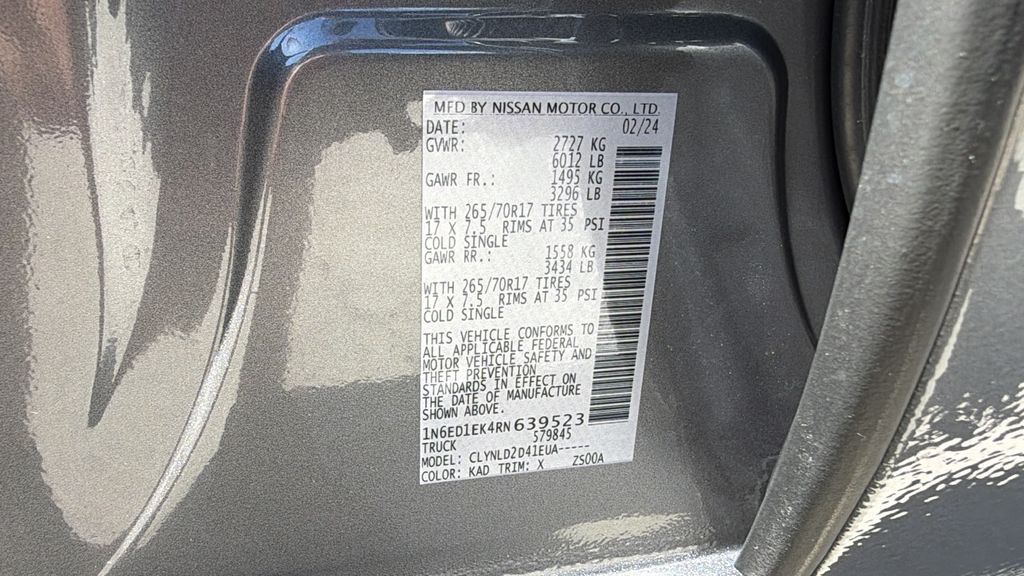 MFD BY NISSAN MOTOR CO., LTD.
DATE: 02/24
GVWR: 2727 KG
6012 LB
GAWR FR.: 1495 KG
3296 LB
WITH 265/70R17 TIRES
17 X 7.5 RIMS AT 35 PSI
COLD SINGLE
GAWR RR.: 1558 KG
3434 LB
WITH 265/70R17 TIRES
17 X 7.5 RIMS AT 35 PSI
COLD SINGLE
THIS VEHICLE CONFORMS TO
ALL APPLICABLE FEDERAL
MOTOR VEHICLE SAFETY AND
THEFT PREVENTION
STANDARDS IN EFFECT ON
THE DATE OF MANUFACTURE
SHOWN ABOVE.
1N6ED1EK4RN639523
TRUCK 579845
MODEL: CLYNLD2D41EUA-----
COLOR: KAD TRIM: X ZS00A